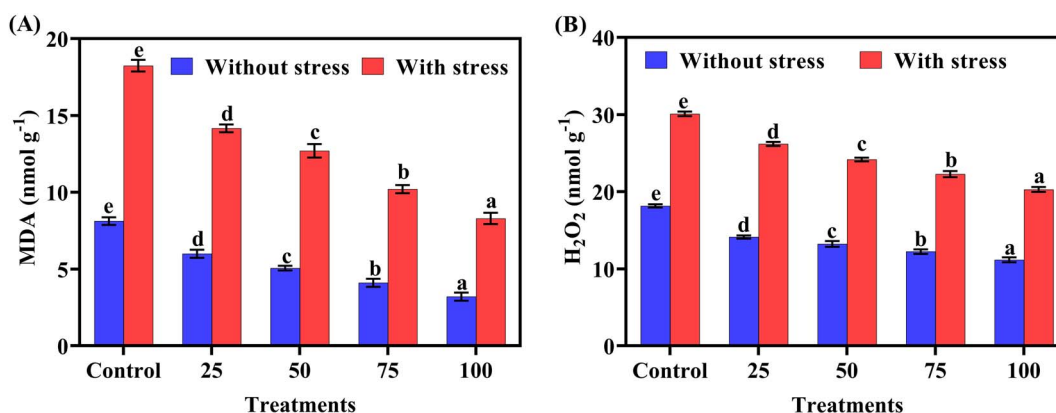 (A)
20
15
10
5
0
MDA (nmol g⁻¹)
Without stress
With stress
e
e
d
d
c
c
b
b
a
a
Control
25
50
75
100
Treatments
(B)
40
30
20
10
0
H₂O₂ (nmol g⁻¹)
Without stress
With stress
e
e
d
d
c
c
b
b
a
a
Control
25
50
75
100
Treatments